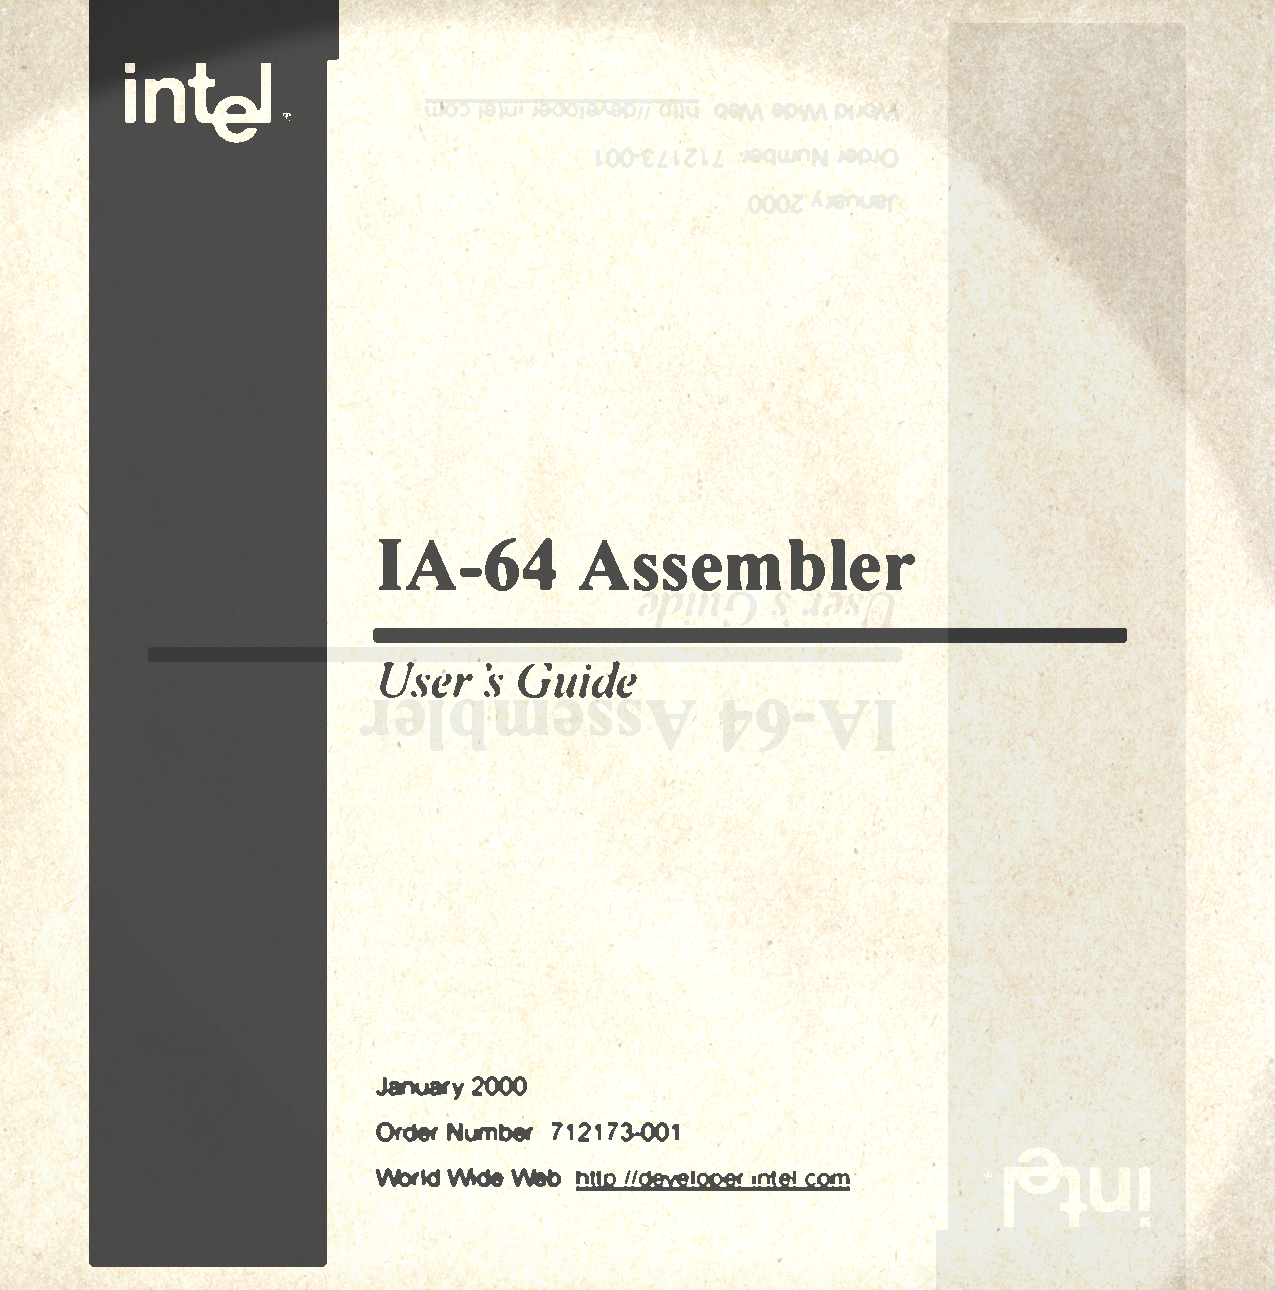 intel
IA-64 Assembler
User's Guide
January 2000
Order Number 712173-001
World Wide Web http //developer intel com